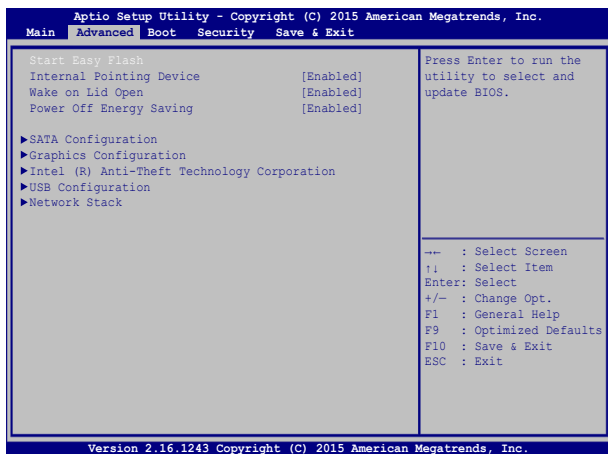 Aptio Setup Utility - Copyright (C) 2015 American Megatrends, Inc.
Main Advanced Boot Security Save & Exit
Start Easy Flash
Internal Pointing Device [Enabled]
Wake on Lid Open [Enabled]
Power Off Energy Saving [Enabled]
▶SATA Configuration
▶Graphics Configuration
▶Intel (R) Anti-Theft Technology Corporation
▶USB Configuration
▶Network Stack
Press Enter to run the
utility to select and
update BIOS.
→← : Select Screen
↑↓ : Select Item
Enter: Select
+/— : Change Opt.
F1 : General Help
F9 : Optimized Defaults
F10 : Save & Exit
ESC : Exit
Version 2.16.1243 Copyright (C) 2015 American Megatrends, Inc.